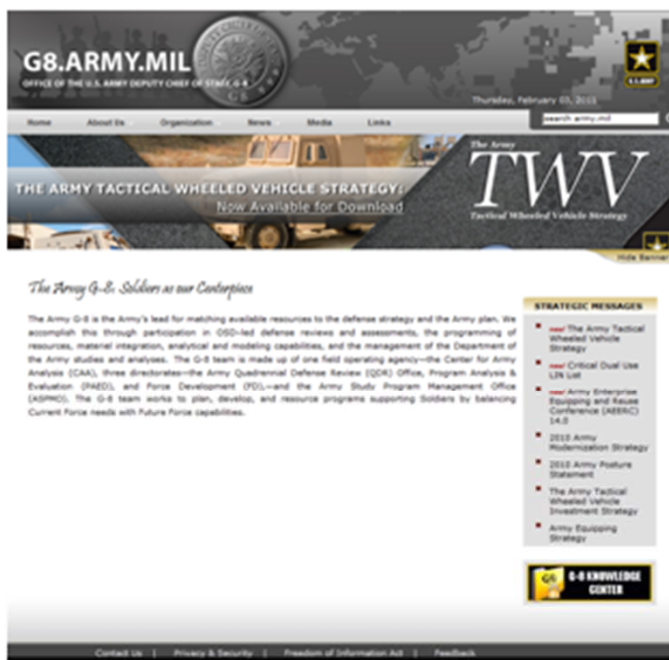 G8.ARMY.MIL
OFFICE OF THE U.S. ARMY DEPUTY CHIEF OF STAFF, G-8
Thursday, February 03, 2011
Home About Us Organization News Media Links
search army.mil
THE ARMY TACTICAL WHEELED VEHICLE STRATEGY:
Now Available for Download
The Army
TWV
Tactical Wheeled Vehicle Strategy
Hide Banner
The Army G-8: Soldiers as our Centerpiece
The Army G-8 is the Army's lead for matching available resources to the defense strategy and the Army plan. We
accomplish this through participation in OSD-led defense reviews and assessments, the programming of
resources, materiel integration, analytical and modeling capabilities, and the management of the Department of
the Army studies and analyses. The G-8 team is made up of one field operating agency—the Center for Army
Analysis (CAA), three directorates—the Army Quadrennial Defense Review (QDR) Office, Program Analysis &
Evaluation (PAED), and Force Development (FD),—and the Army Study Program Management Office
(ASPMO). The G-8 team works to plan, develop, and resource programs supporting Soldiers by balancing
Current Force needs with Future Force capabilities.
STRATEGIC MESSAGES
new! The Army Tactical
Wheeled Vehicle
Strategy
new! Critical Dual Use
LIN List
new! Army Enterprise
Equipping and Reuse
Conference (AEERC)
14.0
2010 Army
Modernization Strategy
2010 Army Posture
Statement
The Army Tactical
Wheeled Vehicle
Investment Strategy
Army Equipping
Strategy
G8
G-8 KNOWLEDGE
CENTER
Contact Us | Privacy & Security | Freedom of Information Act | Feedback